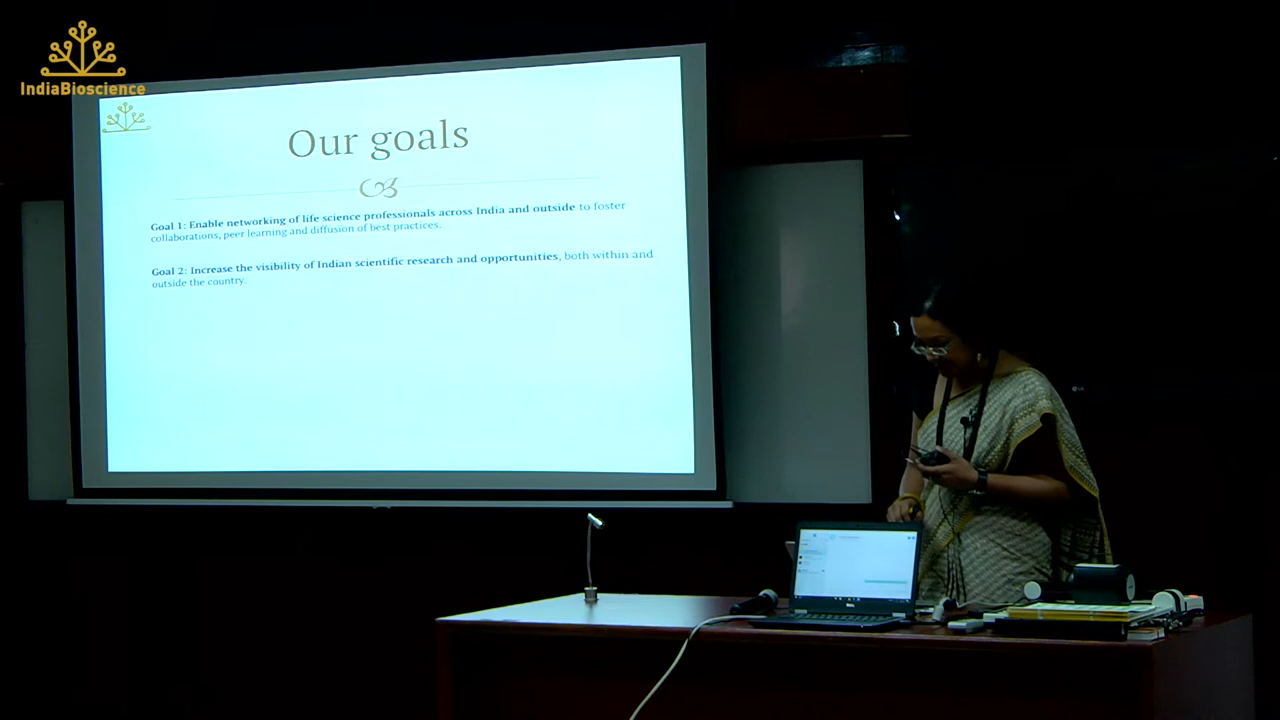 IndiaBioscience
Our goals
Goal 1: Enable networking of life science professionals across India and outside to foster
collaborations, peer learning and diffusion of best practices.
Goal 2: Increase the visibility of Indian scientific research and opportunities, both within and
outside the country.
DELL